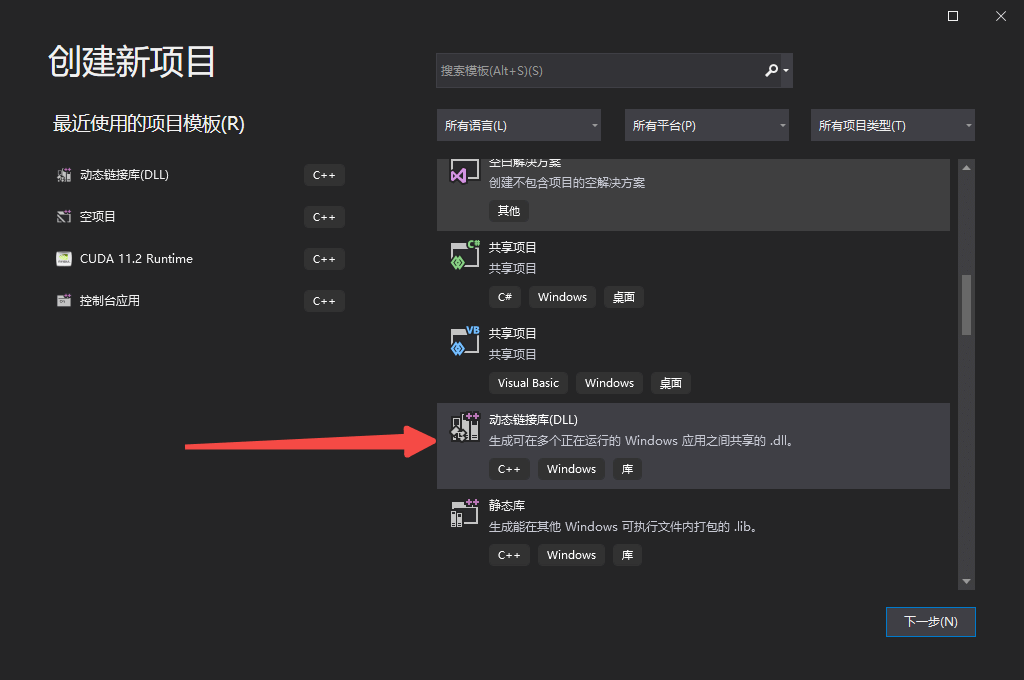 创建新项目
最近使用的项目模板(R)
动态链接库(DLL)
C++
空项目
C++
CUDA 11.2 Runtime
C++
控制台应用
C++
搜索模板(Alt+S)(S)
所有语言(L)
所有平台(P)
所有项目类型(T)
空白解决方案
创建不包含项目的空解决方案
其他
C#
共享项目
共享项目
C#
Windows
桌面
VB
共享项目
共享项目
Visual Basic
Windows
桌面
动态链接库(DLL)
生成可在多个正在运行的 Windows 应用之间共享的 .dll。
C++
Windows
库
静态库
生成能在其他 Windows 可执行文件内打包的 .lib。
C++
Windows
库
下一步(N)